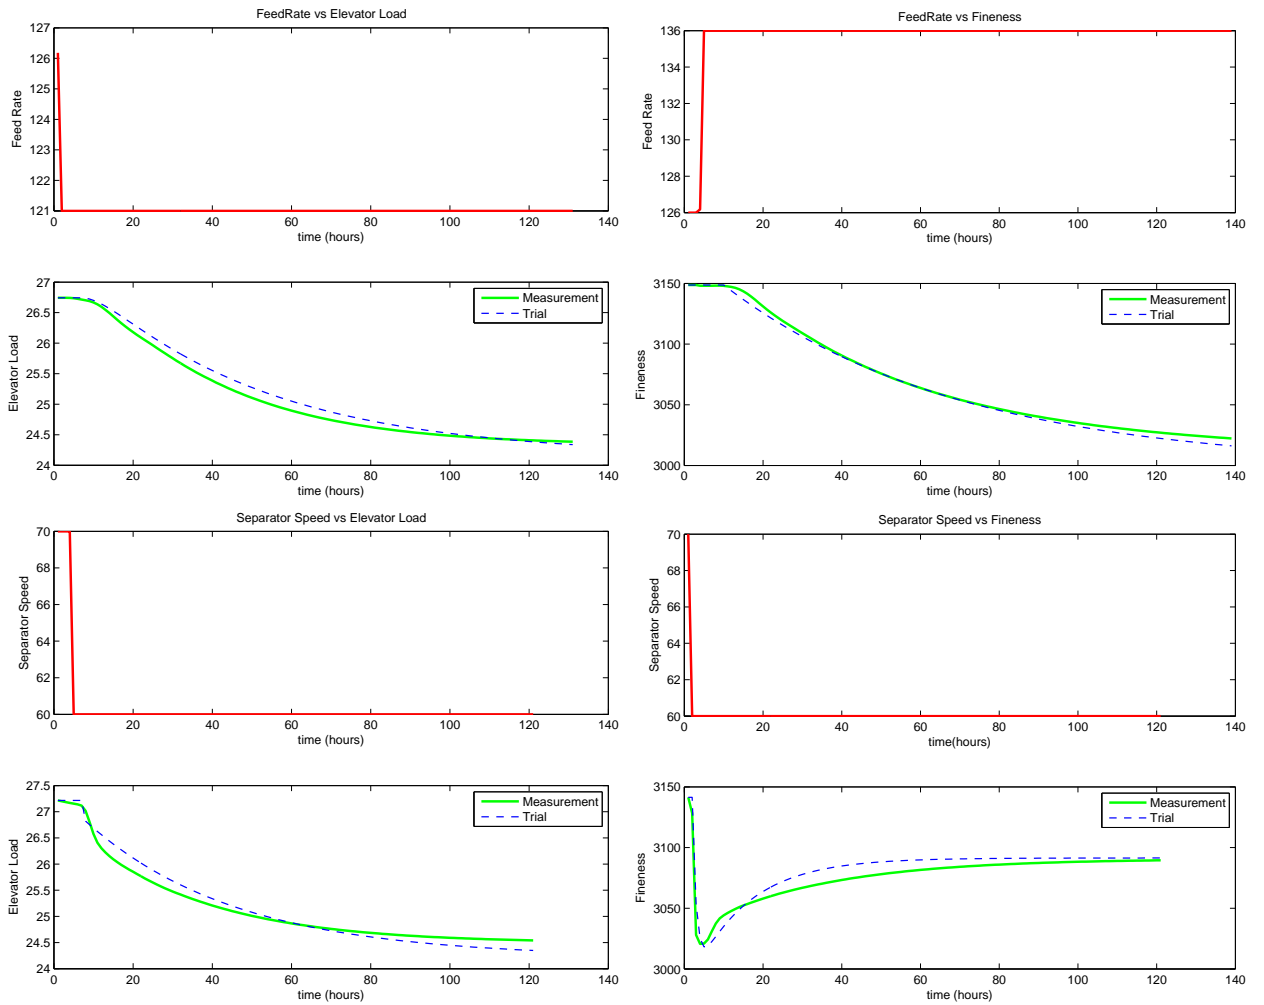 FeedRate vs Elevator Load
127
126
125
124
123
122
121
Feed Rate
0 20 40 60 80 100 120 140
time (hours)
FeedRate vs Fineness
136
134
132
130
128
126
Feed Rate
0 20 40 60 80 100 120 140
time (hours)
27
26.5
26
25.5
25
24.5
24
Elevator Load
Measurement
Trial
0 20 40 60 80 100 120 140
time (hours)
3150
3100
3050
3000
Fineness
Measurement
Trial
0 20 40 60 80 100 120 140
time (hours)
Separator Speed vs Elevator Load
70
68
66
64
62
60
Separator Speed
0 20 40 60 80 100 120 140
time (hours)
Separator Speed vs Fineness
70
68
66
64
62
60
Separator Speed
0 20 40 60 80 100 120 140
time(hours)
27.5
27
26.5
26
25.5
25
24.5
24
Elevator Load
Measurement
Trial
0 20 40 60 80 100 120 140
time (hours)
3150
3100
3050
3000
Fineness
Measurement
Trial
0 20 40 60 80 100 120 140
time (hours)